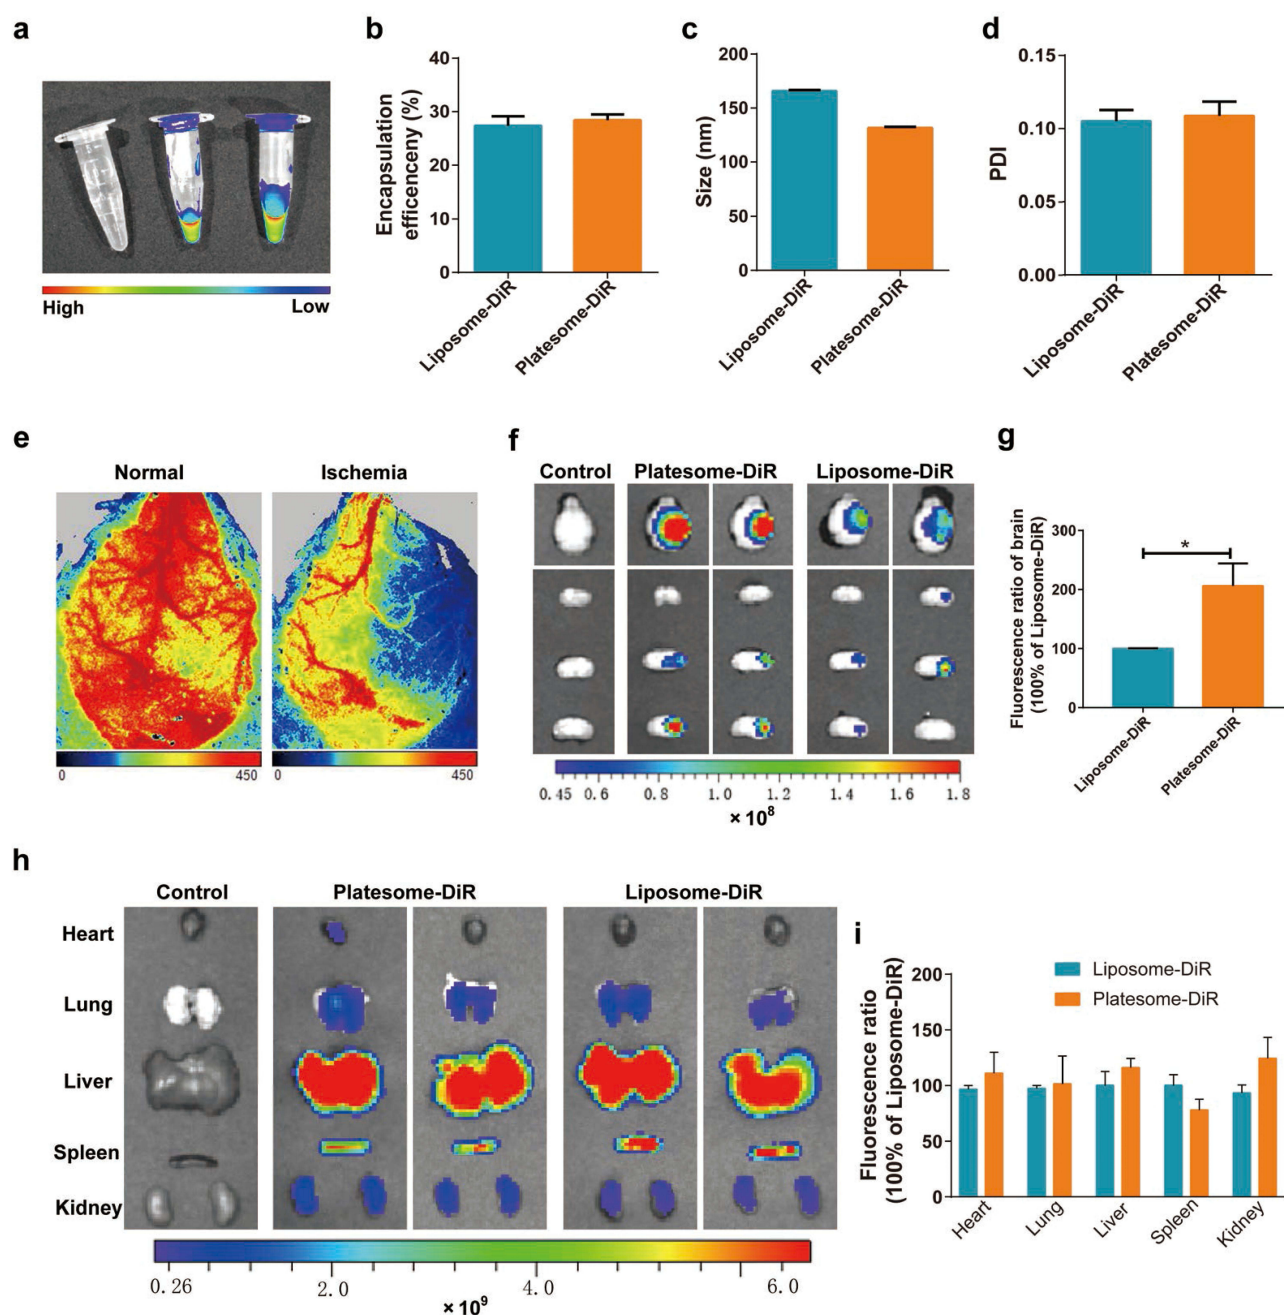 a
High
Low
b
Encapsulation
efficenceny (%)
40
30
20
10
0
Liposome-DiR
Platesome-DiR
c
Size (nm)
200
150
100
50
0
Liposome-DiR
Platesome-DiR
d
PDI
0.15
0.10
0.05
0.00
Liposome-DiR
Platesome-DiR
e
Normal
Ischemia
0
450
0
450
f
Control
Platesome-DiR
Liposome-DiR
0.45 0.6 0.8 1.0 1.2 1.4 1.6 1.8
× 10⁸
g
Fluorescence ratio of brain
(100% of Liposome-DiR)
300
200
100
0
*
Liposome-DiR
Platesome-DiR
h
Control
Platesome-DiR
Liposome-DiR
Heart
Lung
Liver
Spleen
Kidney
0.26 2.0 4.0 6.0
× 10⁹
i
Fluorescence ratio
(100% of Liposome-DiR)
200
150
100
50
0
Liposome-DiR
Platesome-DiR
Heart
Lung
Liver
Spleen
Kidney